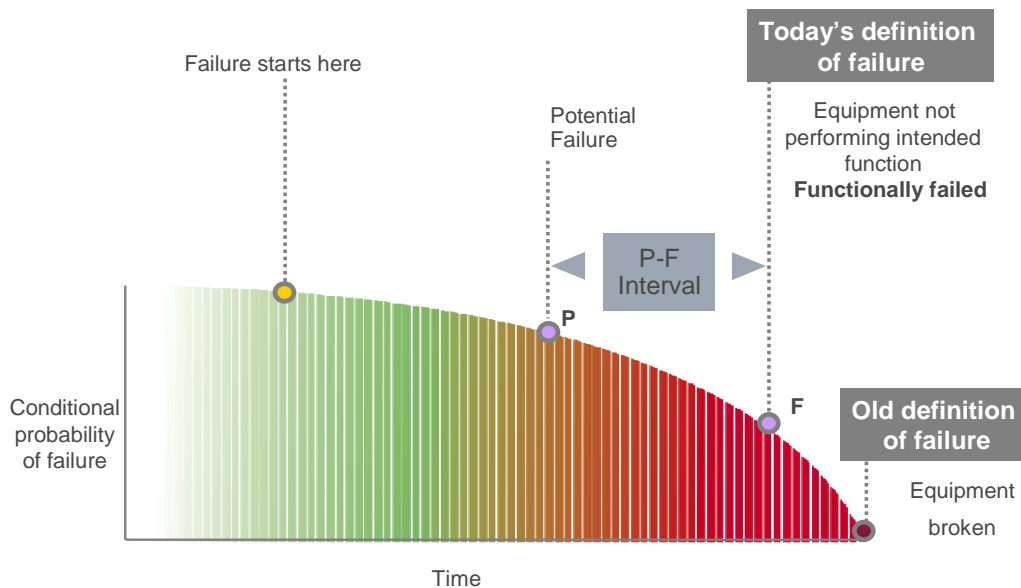 Today's definition
of failure
Failure starts here
Potential
Failure
Equipment not
performing intended
function
Functionally failed
P-F
Interval
P
F
Conditional
probability
of failure
Old definition
of failure
Equipment
broken
Time